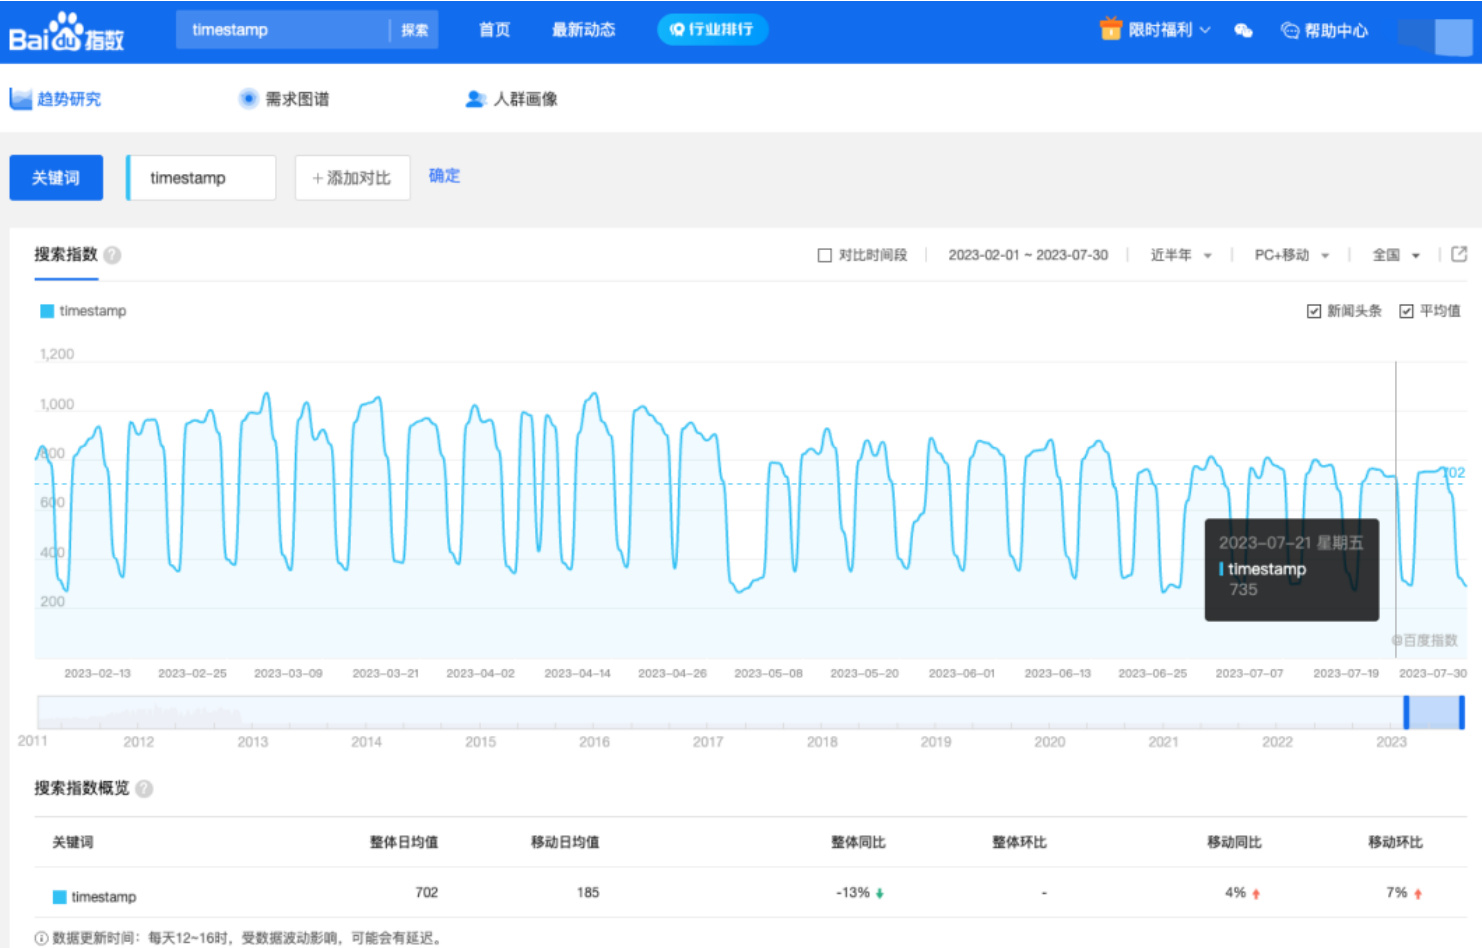 Bai du 指数 timestamp 探索 首页 最新动态 行业排行 限时福利 帮助中心
趋势研究 需求图谱 人群画像
关键词 timestamp +添加对比 确定
搜索指数 ? 对比时间段 2023-02-01 ~ 2023-07-30 近半年 PC+移动 全国
timestamp 新闻头条 平均值
1,200
1,000
800
702
600
2023-07-21 星期五
400
timestamp
735
200
@百度指数
2023-02-13 2023-02-25 2023-03-09 2023-03-21 2023-04-02 2023-04-14 2023-04-26 2023-05-08 2023-05-20 2023-06-01 2023-06-13 2023-06-25 2023-07-07 2023-07-19 2023-07-30
2011 2012 2013 2014 2015 2016 2017 2018 2019 2020 2021 2022 2023
搜索指数概览 ?
关键词 整体日均值 移动日均值 整体同比 整体环比 移动同比 移动环比
timestamp 702 185 -13% - 4% 7%
数据更新时间：每天12~16时，受数据波动影响，可能会有延迟。